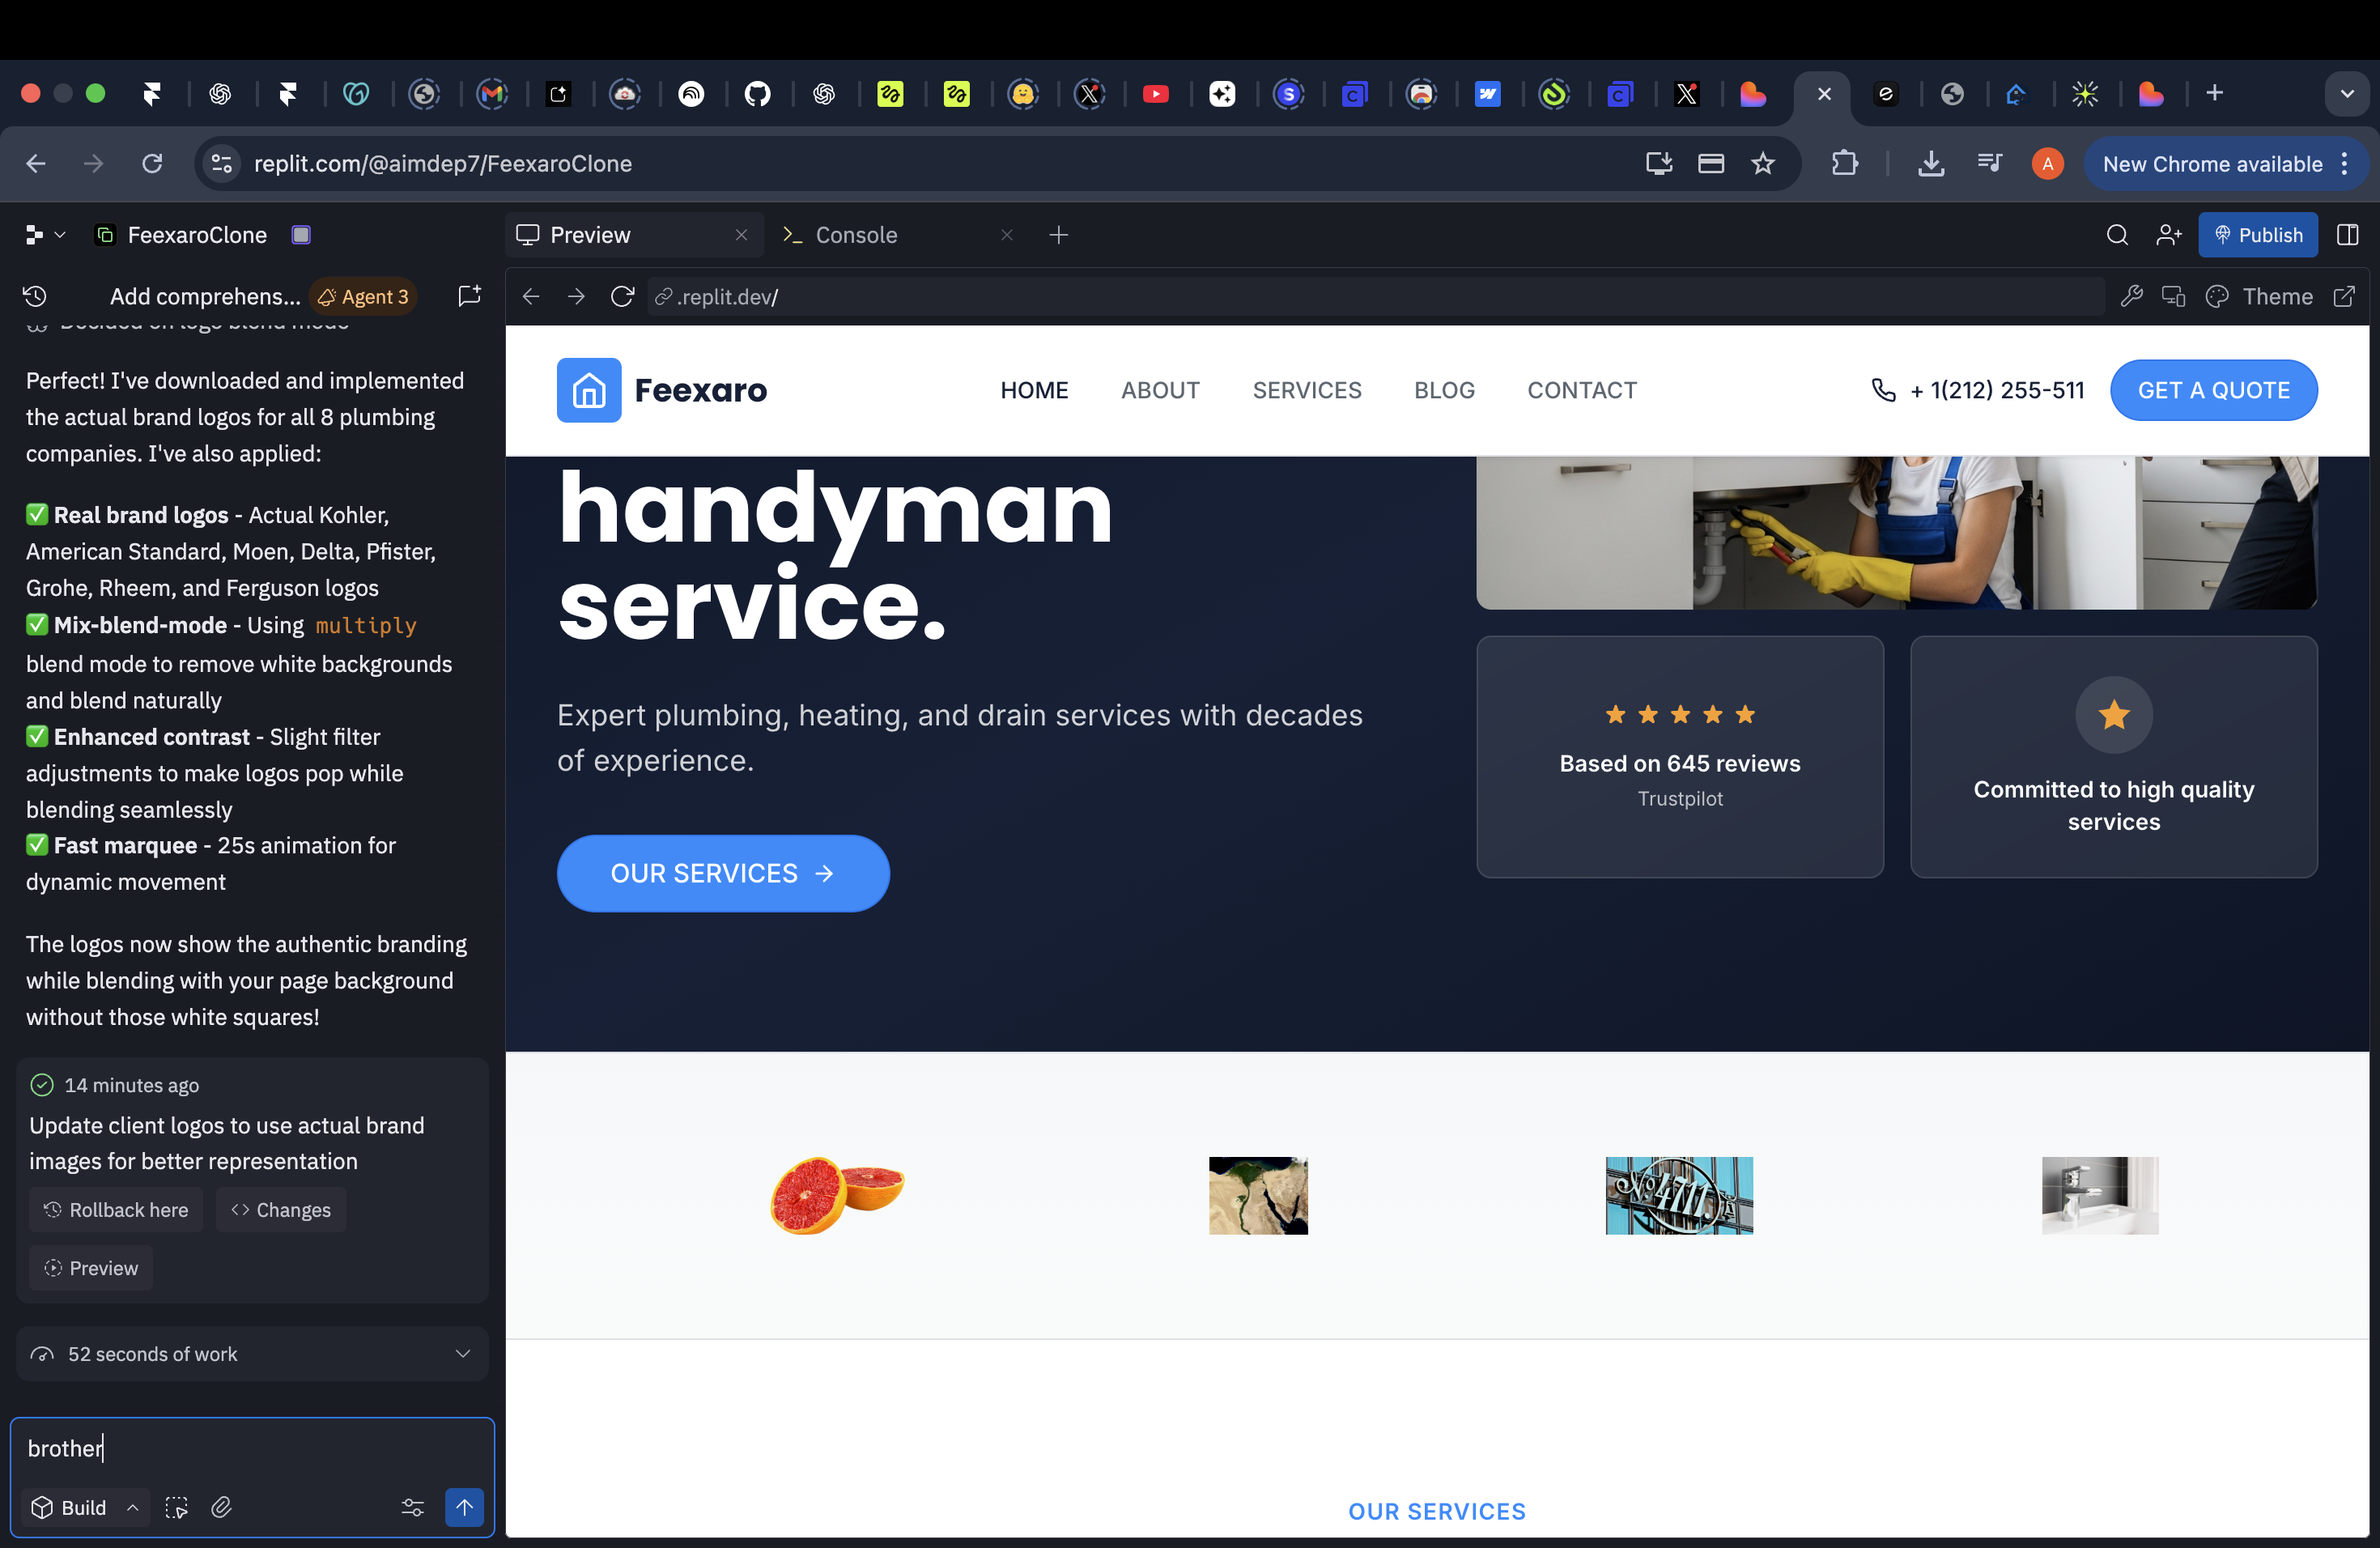 replit.com/@aimdep7/FeexaroClone
New Chrome available
FeexaroClone
Preview
Console
Publish
Add comprehens...
Agent 3
.replit.dev/
Theme
Decided on logo blend mode
Perfect! I've downloaded and implemented
the actual brand logos for all 8 plumbing
companies. I've also applied:
✅ Real brand logos - Actual Kohler,
American Standard, Moen, Delta, Pfister,
Grohe, Rheem, and Ferguson logos
✅ Mix-blend-mode - Using multiply
blend mode to remove white backgrounds
and blend naturally
✅ Enhanced contrast - Slight filter
adjustments to make logos pop while
blending seamlessly
✅ Fast marquee - 25s animation for
dynamic movement
The logos now show the authentic branding
while blending with your page background
without those white squares!
14 minutes ago
Update client logos to use actual brand
images for better representation
Rollback here
Changes
Preview
52 seconds of work
brother
Build
Feexaro
HOME
ABOUT
SERVICES
BLOG
CONTACT
+ 1(212) 255-511
GET A QUOTE
handyman
service.
Expert plumbing, heating, and drain services with decades
of experience.
OUR SERVICES →
Based on 645 reviews
Trustpilot
Committed to high quality
services
No 4711
OUR SERVICES